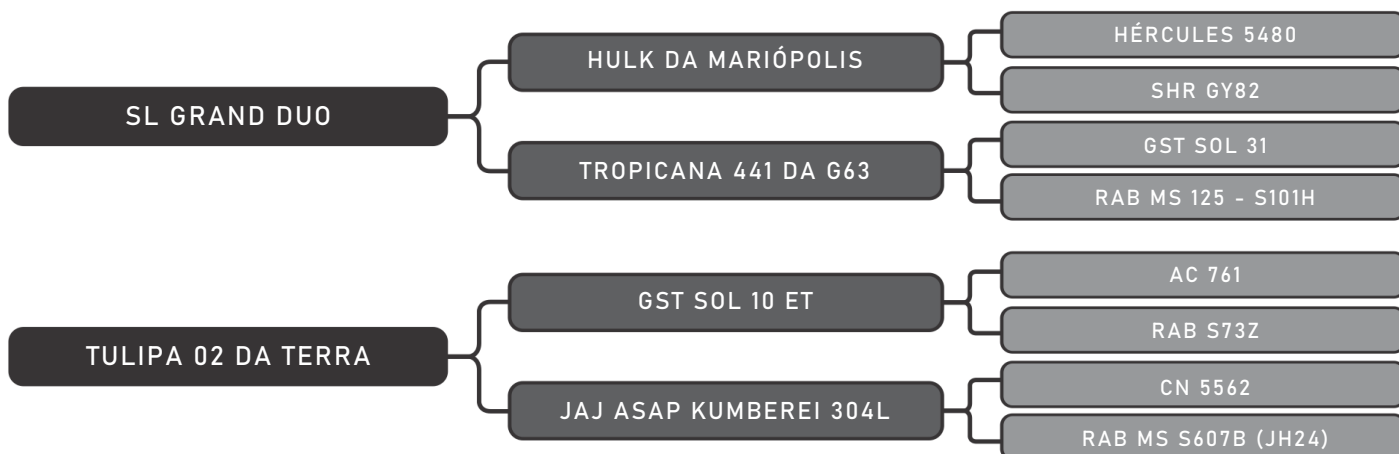 SL GRAND DUO
HULK DA MARIÓPOLIS
HÉRCULES 5480
SHR GY82
TROPICANA 441 DA G63
GST SOL 31
RAB MS 125 - S101H
TULIPA 02 DA TERRA
GST SOL 10 ET
AC 761
RAB S73Z
JAJ ASAP KUMBEREI 304L
CN 5562
RAB MS S607B (JH24)